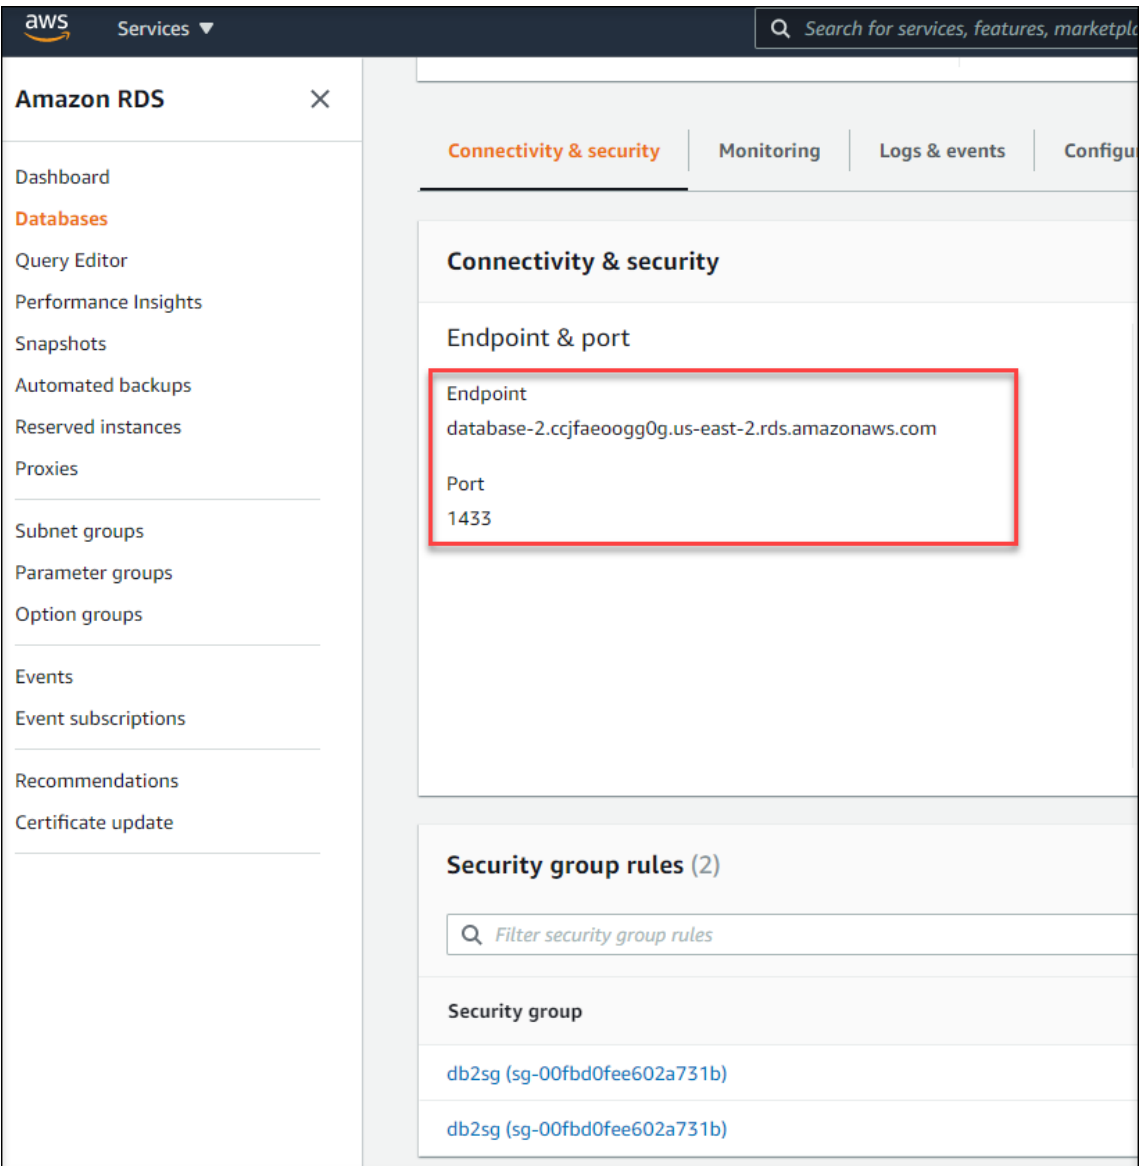 aws
Services ▼
Search for services, features, marketpl
Amazon RDS
Dashboard
Databases
Query Editor
Performance Insights
Snapshots
Automated backups
Reserved instances
Proxies
Subnet groups
Parameter groups
Option groups
Events
Event subscriptions
Recommendations
Certificate update
Connectivity & security
Monitoring
Logs & events
Configu
Connectivity & security
Endpoint & port
Endpoint
database-2.ccjfaeoogg0g.us-east-2.rds.amazonaws.com
Port
1433
Security group rules (2)
Filter security group rules
Security group
db2sg (sg-00fbd0fee602a731b)
db2sg (sg-00fbd0fee602a731b)